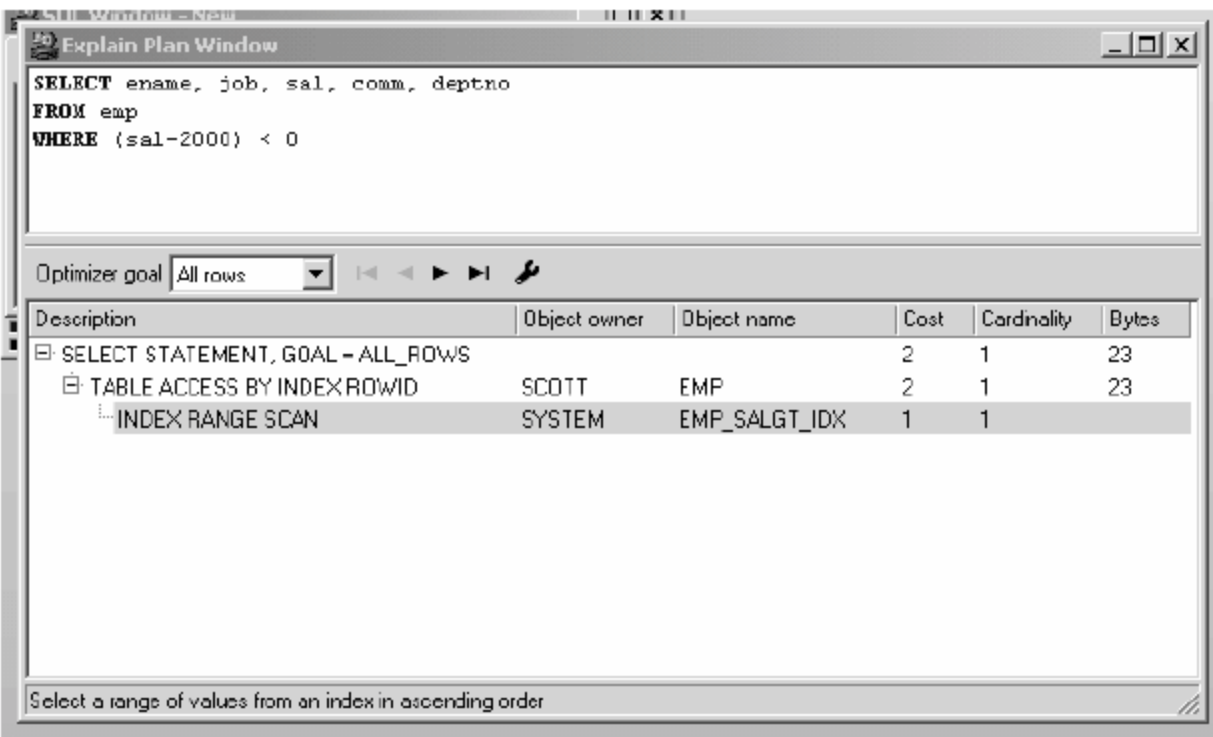 SQL Window - New
Explain Plan Window
SELECT ename, job, sal, comm, deptno
FROM emp
WHERE (sal-2000) < 0
Optimizer goal All rows
Description Object owner Object name Cost Cardinality Bytes
SELECT STATEMENT, GOAL = ALL_ROWS 2 1 23
TABLE ACCESS BY INDEX ROWID SCOTT EMP 2 1 23
INDEX RANGE SCAN SYSTEM EMP_SALGT_IDX 1 1
Select a range of values from an index in ascending order